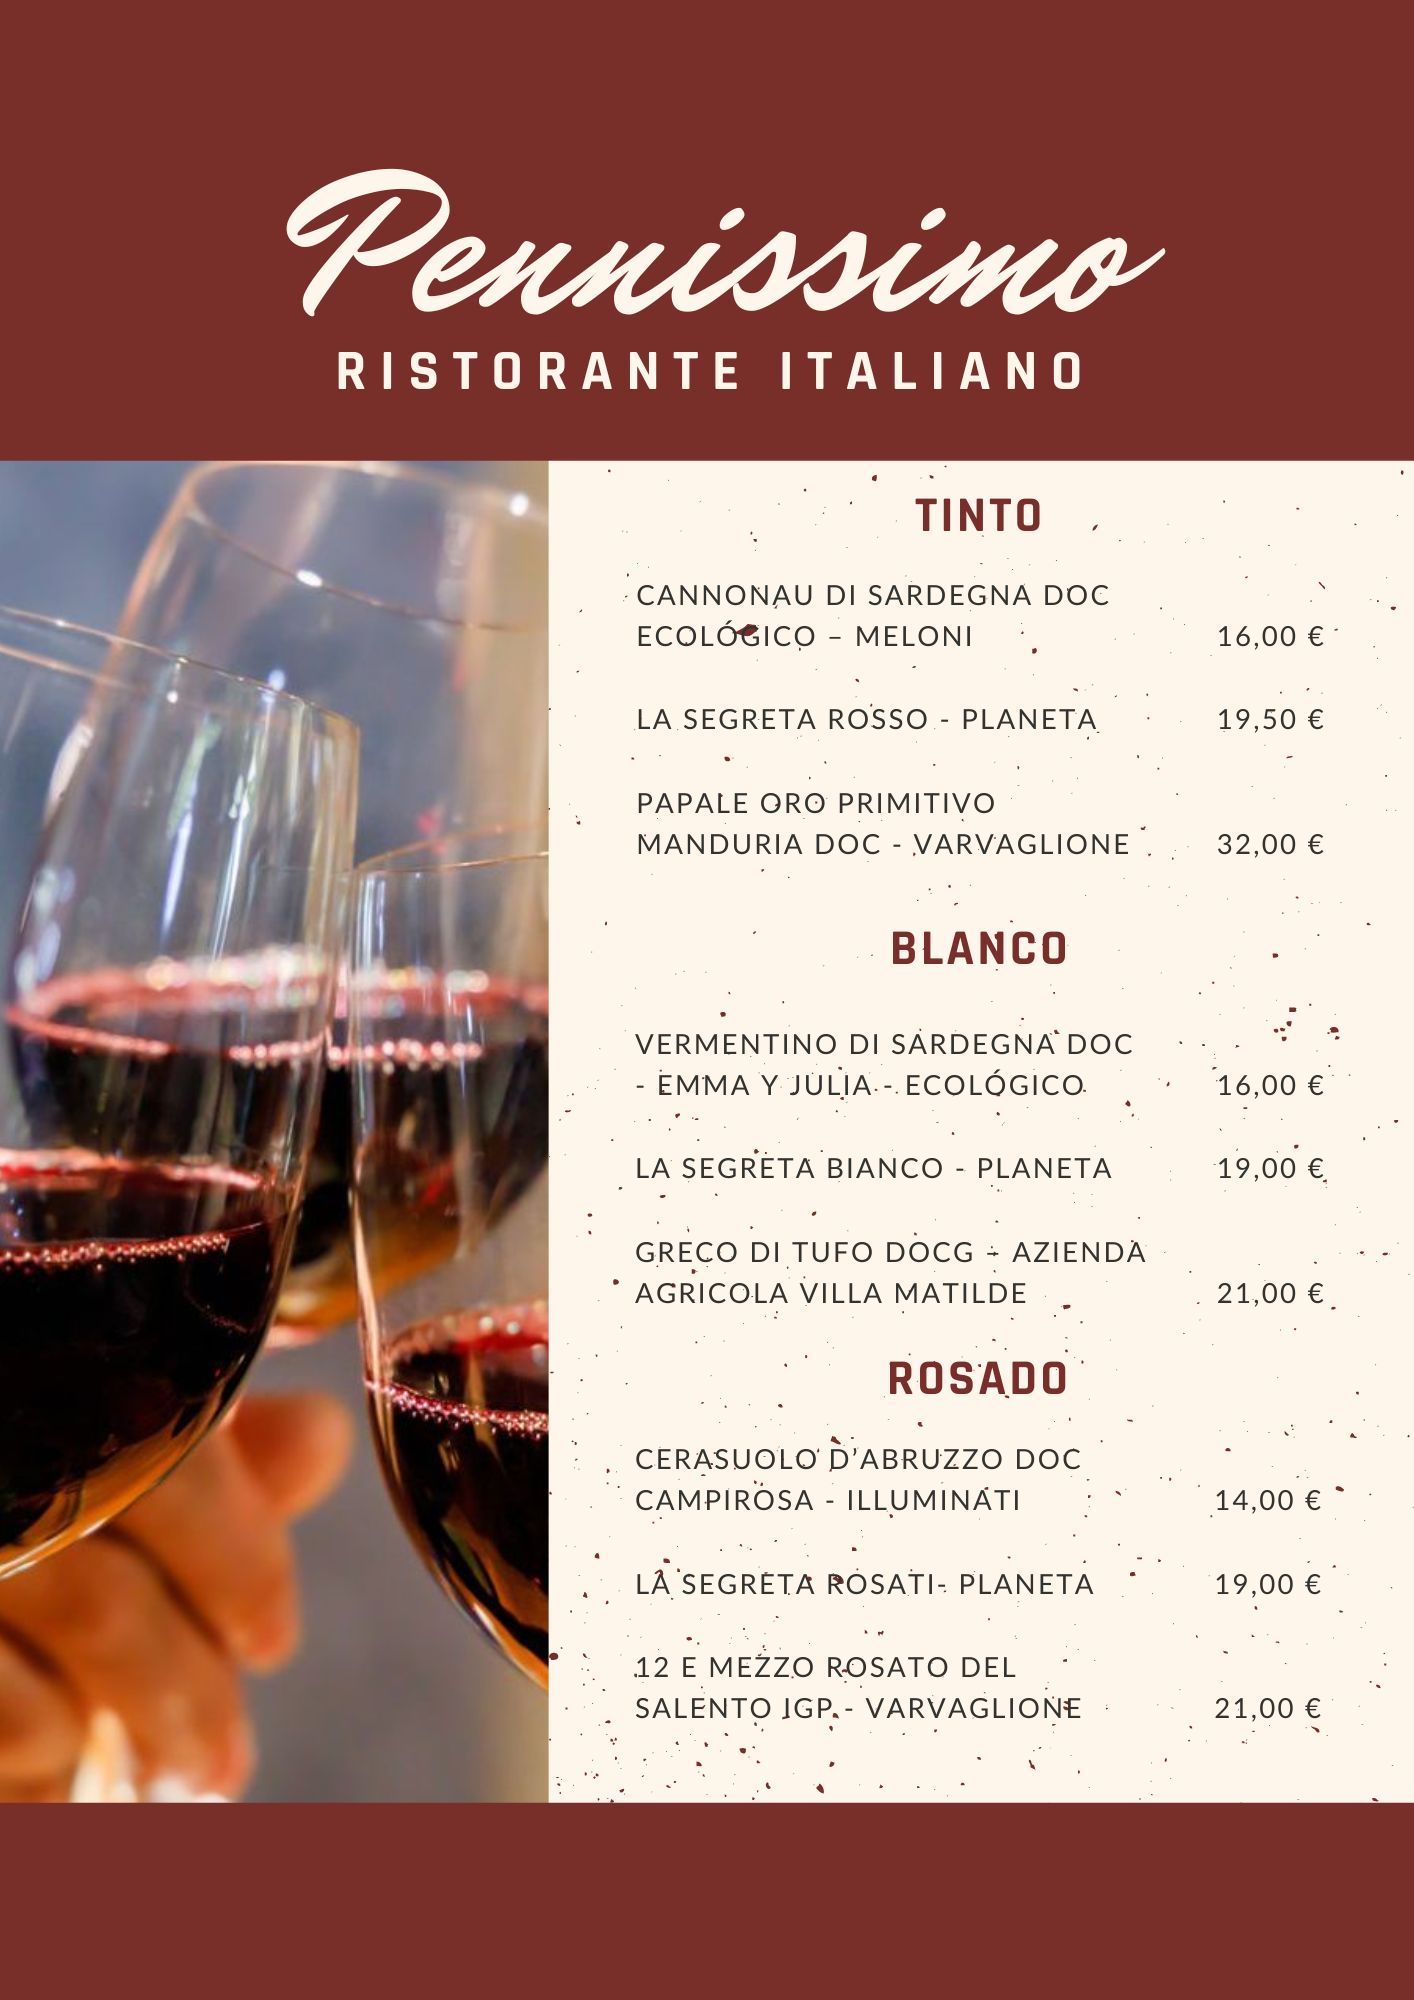 Pennissimo
RISTORANTE ITALIANO
TINTO
CANNONAU DI SARDEGNA DOC
ECOLÓGICO – MELONI 16,00 €
LA SEGRETA ROSSO - PLANETA 19,50 €
PAPALE ORO PRIMITIVO
MANDURIA DOC - VARVAGLIONE 32,00 €
BLANCO
VERMENTINO DI SARDEGNA DOC
- EMMA Y JULIA - ECOLÓGICO 16,00 €
LA SEGRETA BIANCO - PLANETA 19,00 €
GRECO DI TUFO DOCG - AZIENDA
AGRICOLA VILLA MATILDE 21,00 €
ROSADO
CERASUOLO D’ABRUZZO DOC
CAMPIROSA - ILLUMINATI 14,00 €
LA SEGRETA ROSATI- PLANETA 19,00 €
12 E MEZZO ROSATO DEL
SALENTO IGP - VARVAGLIONE 21,00 €